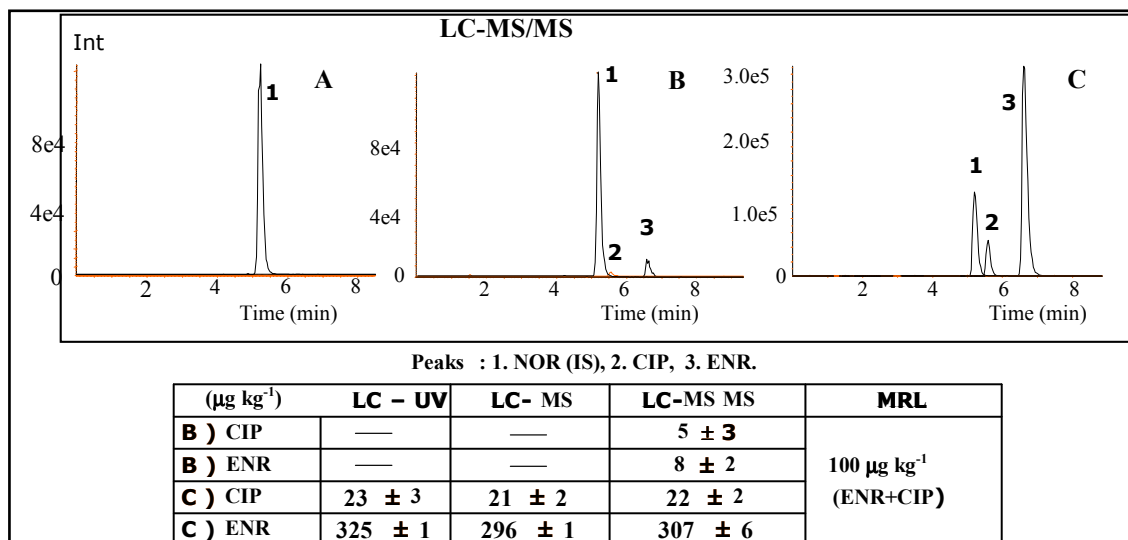 LC-MS/MS
Int
A
1
8e4
4e4
0
2 4 6 8
Time (min)
B
1
2
3
8e4
4e4
0
2 4 6 8
Time (min)
C
1
2
3
3.0e5
2.0e5
1.0e5
0
2 4 6 8
Time (min)
Peaks : 1. NOR (IS), 2. CIP, 3. ENR.
(µg kg-1) LC – UV LC- MS LC-MS MS MRL
B ) CIP —— —— 5 ± 3
B ) ENR —— —— 8 ± 2
C ) CIP 23 ± 3 21 ± 2 22 ± 2
C ) ENR 325 ± 1 296 ± 1 307 ± 6
100 µg kg-1
(ENR+CIP)